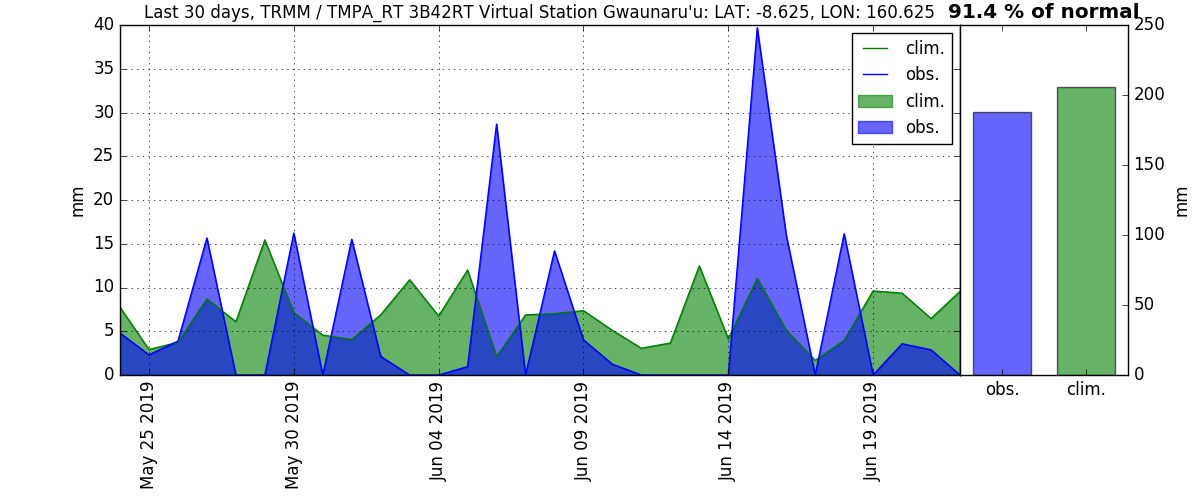 Last 30 days, TRMM / TMPA_RT 3B42RT Virtual Station Gwaunaru'u: LAT: -8.625, LON: 160.625 91.4 % of normal
40
35
30
25
20
15
10
5
0
mm
May 25 2019
May 30 2019
Jun 04 2019
Jun 09 2019
Jun 14 2019
Jun 19 2019
clim.
obs.
clim.
obs.
250
200
150
100
50
0
mm
obs.
clim.